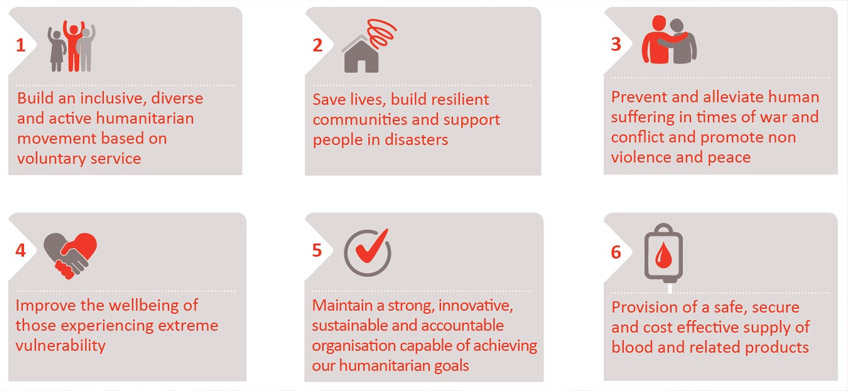 1
Build an inclusive, diverse
and active humanitarian
movement based on
voluntary service
2
Save lives, build resilient
communities and support
people in disasters
3
Prevent and alleviate human
suffering in times of war and
conflict and promote non
violence and peace
4
Improve the wellbeing of
those experiencing extreme
vulnerability
5
Maintain a strong, innovative,
sustainable and accountable
organisation capable of achieving
our humanitarian goals
6
Provision of a safe, secure
and cost effective supply of
blood and related products